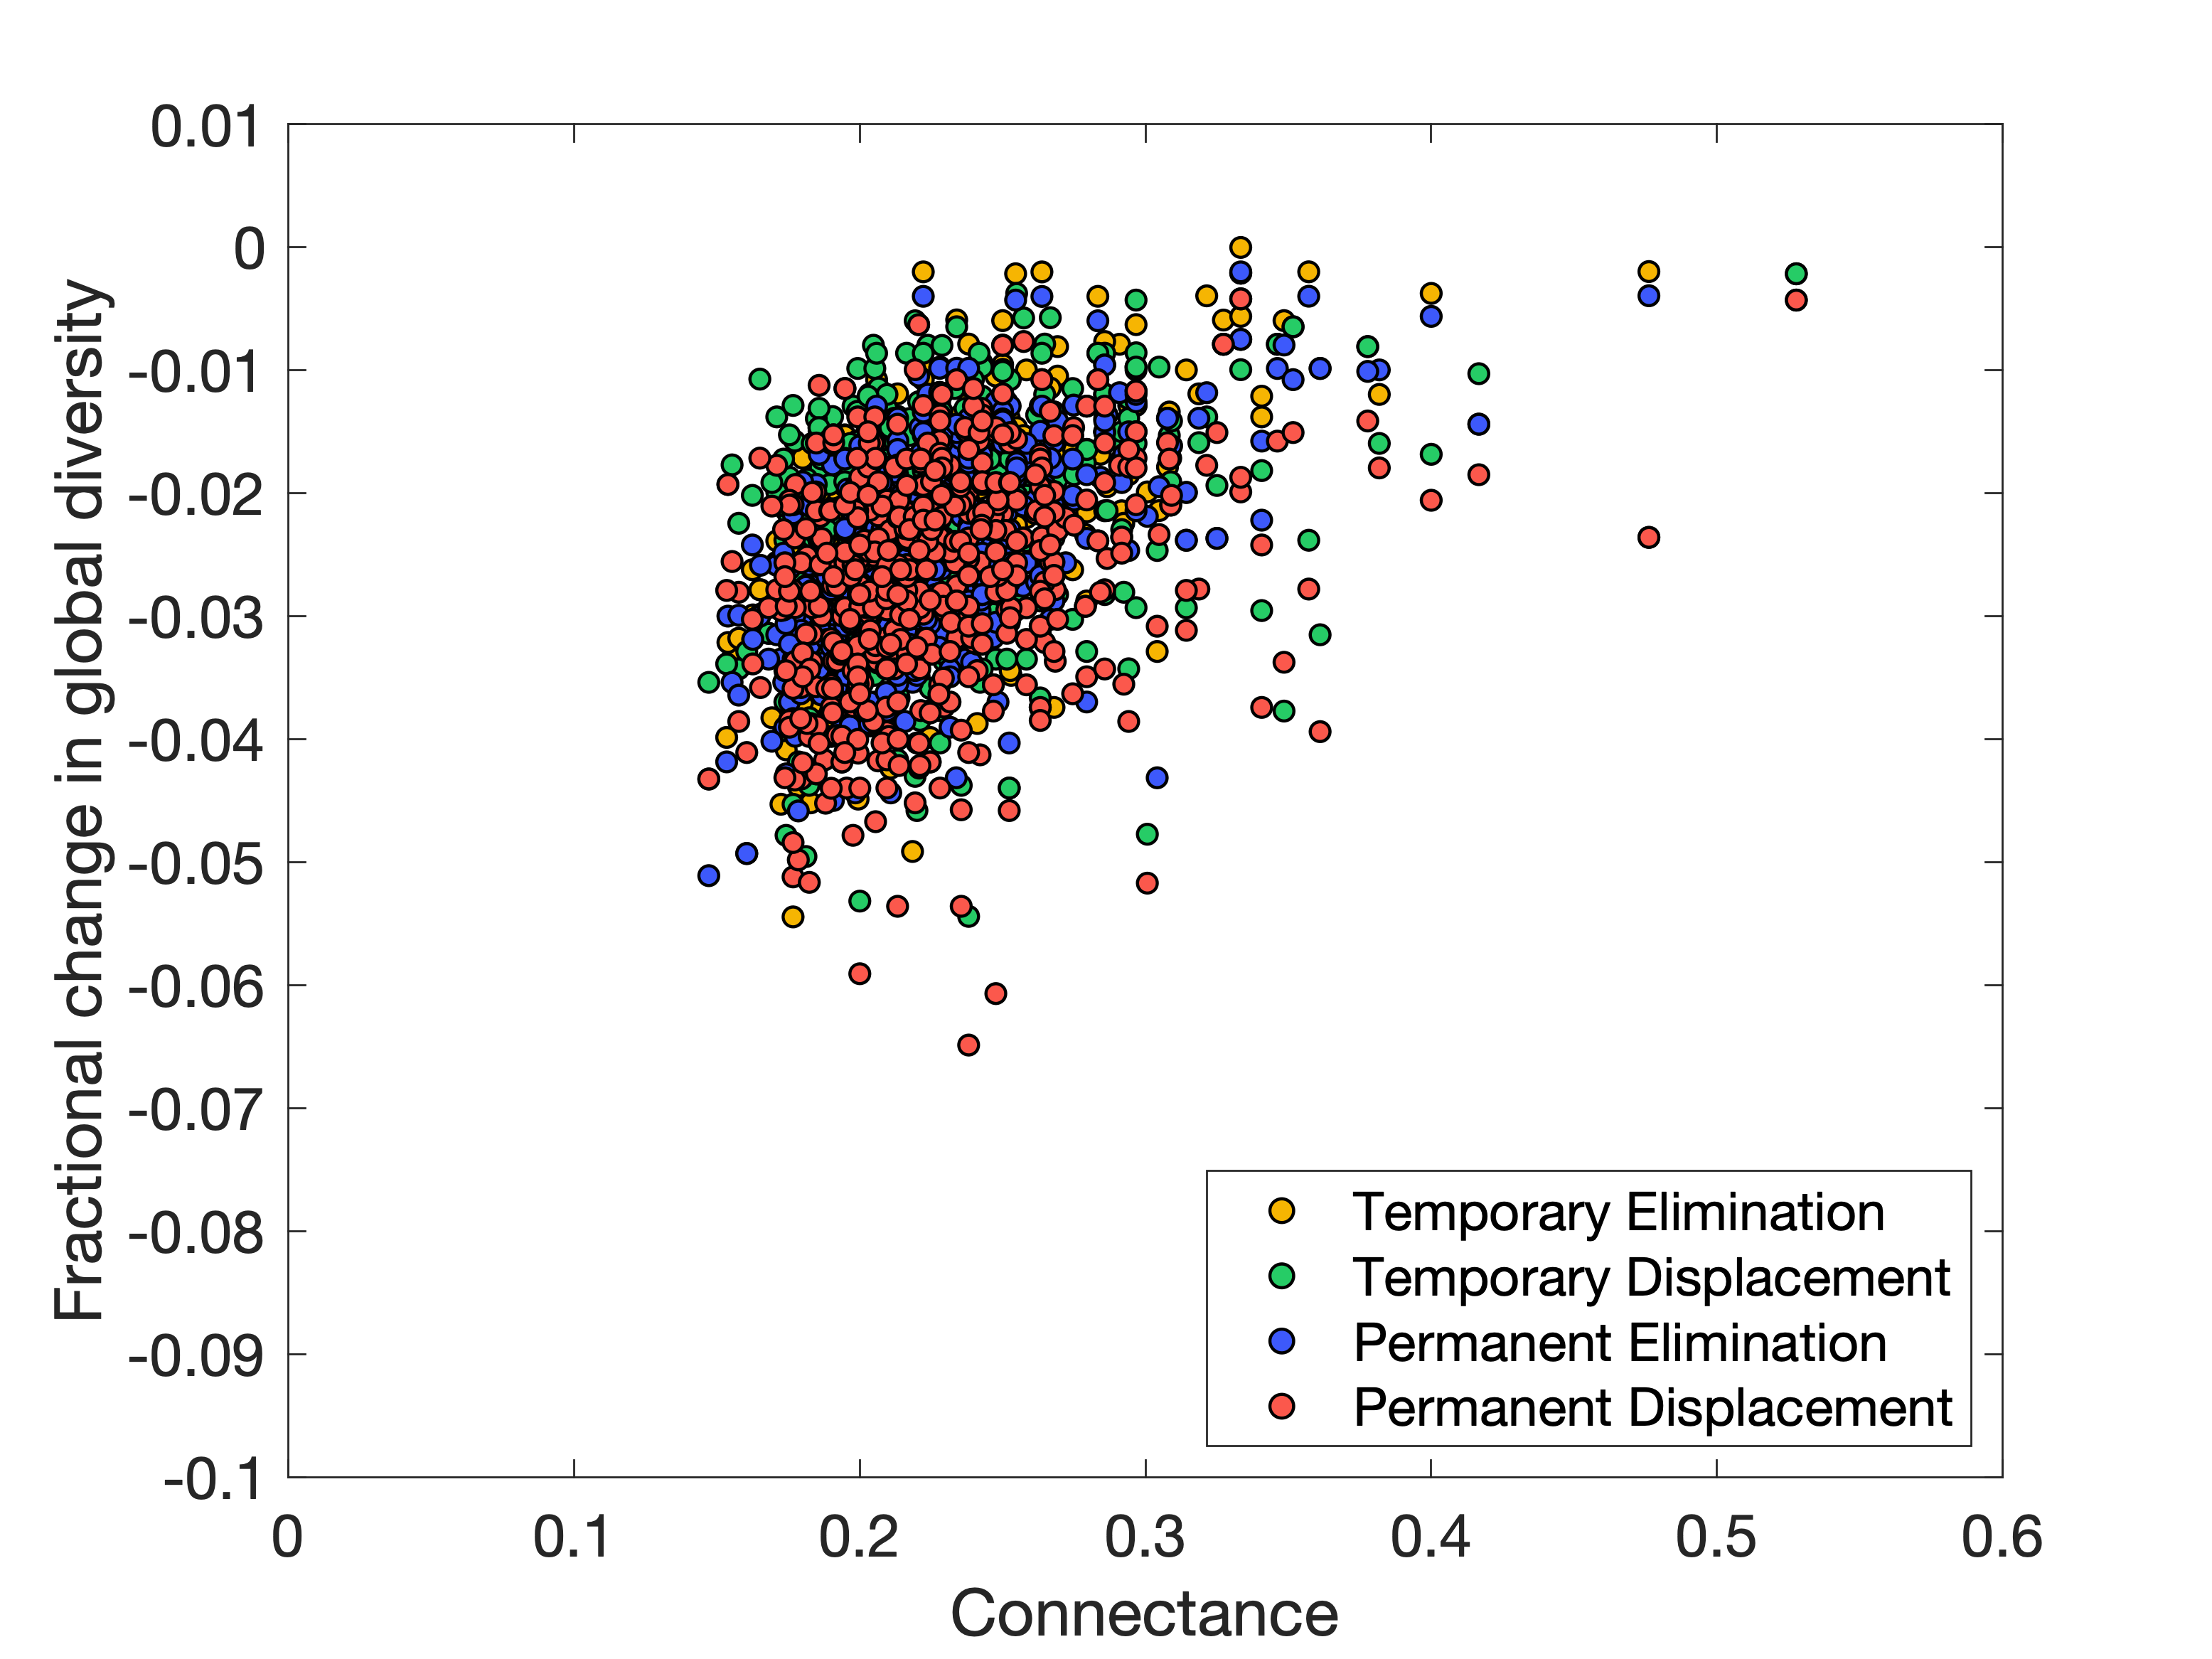 Fractional change in global diversity
0.01
0
-0.01
-0.02
-0.03
-0.04
-0.05
-0.06
-0.07
-0.08
-0.09
-0.1
Temporary Elimination
Temporary Displacement
Permanent Elimination
Permanent Displacement
0 0.1 0.2 0.3 0.4 0.5 0.6
Connectance